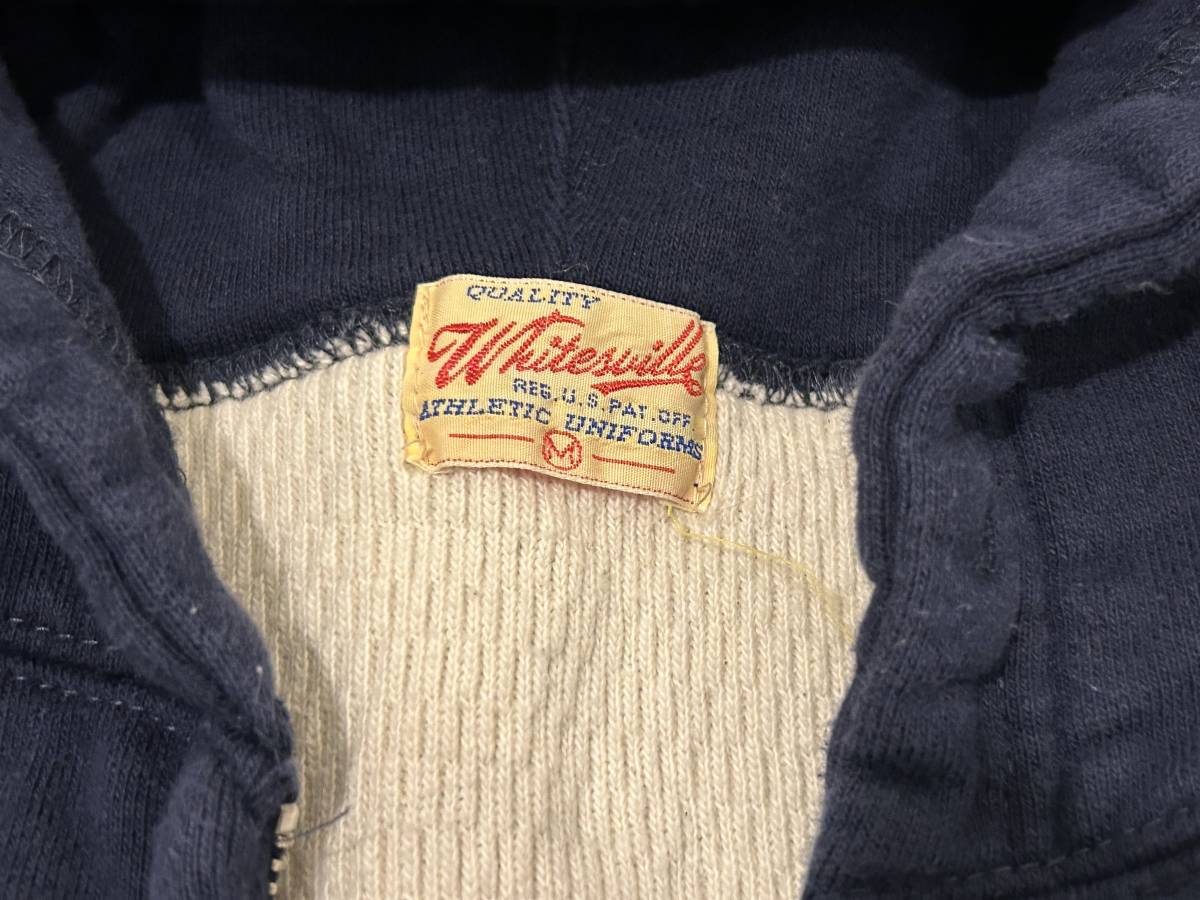 QUALITY
Whitesville
REG.U.S.PAT.OFF.
ATHLETIC UNIFORMS
M